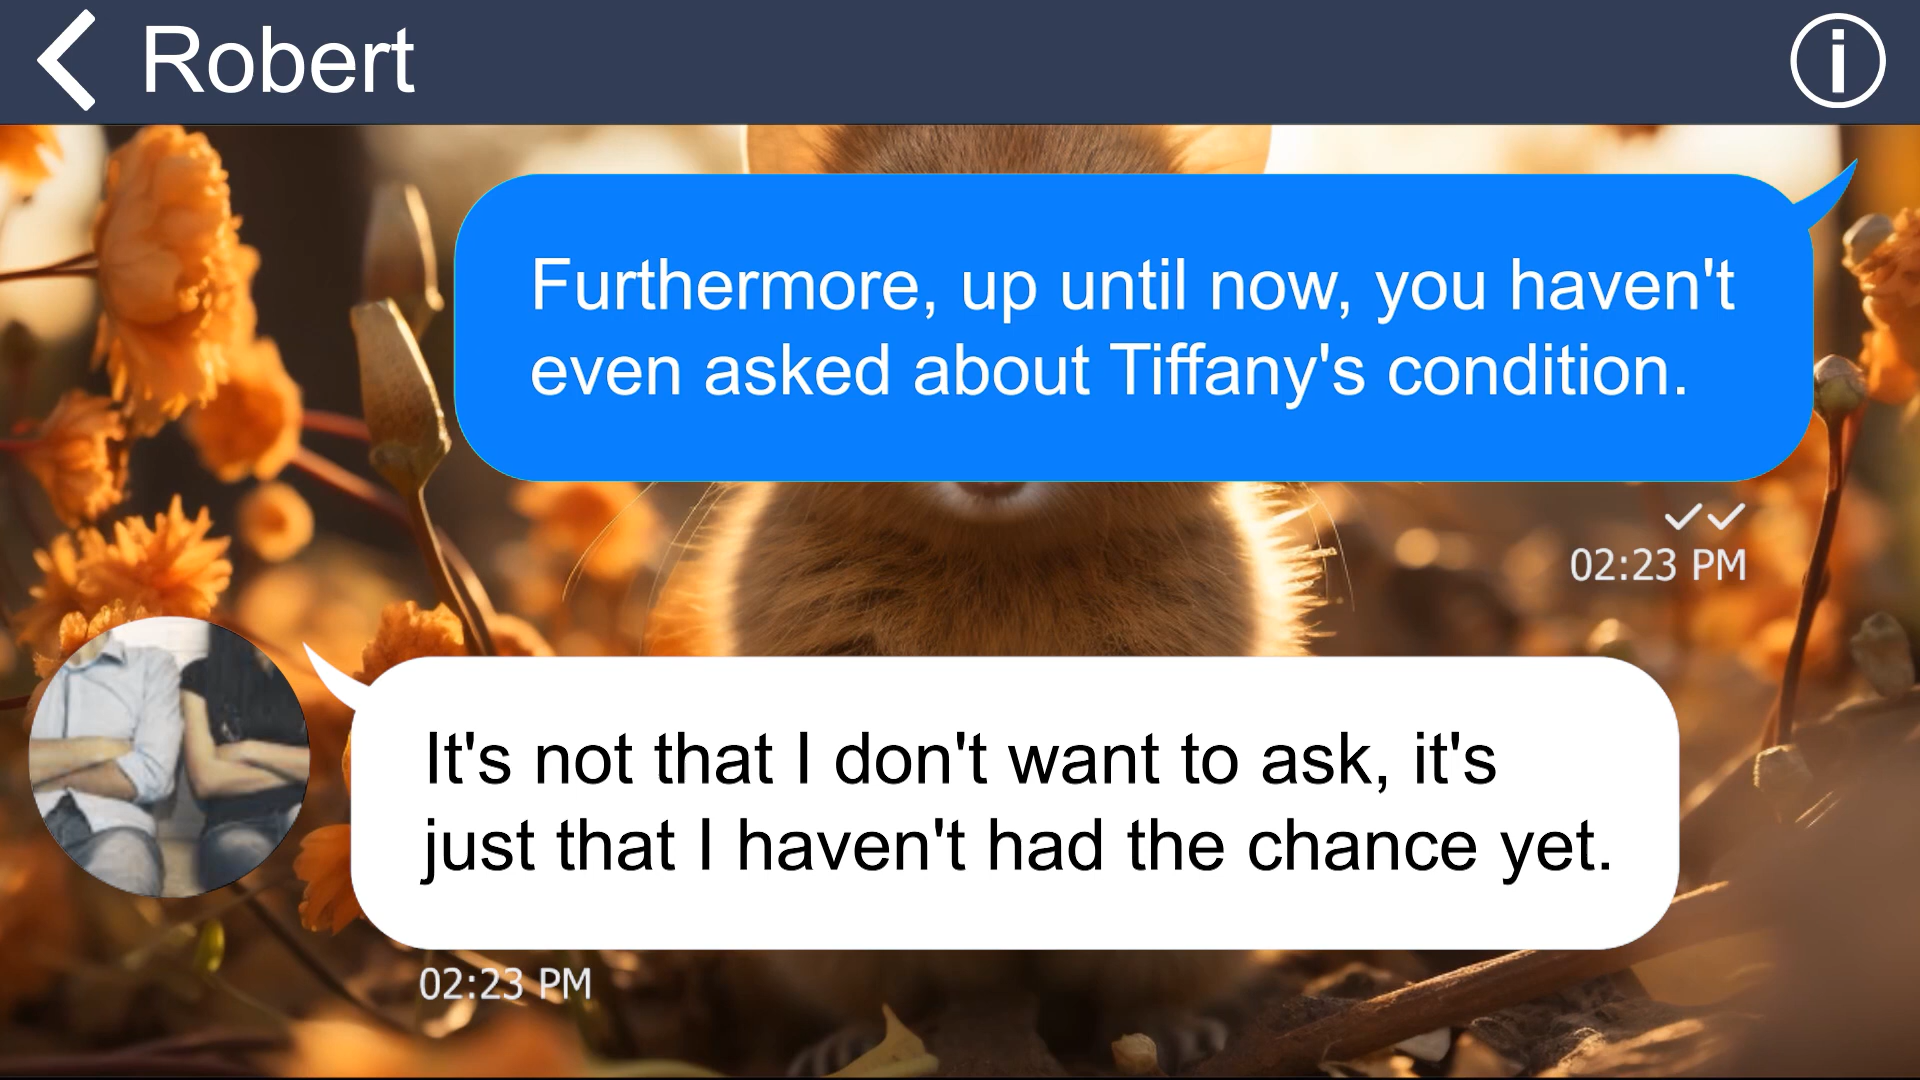 Robert
Furthermore, up until now, you haven't
even asked about Tiffany's condition.
02:23 PM
It's not that I don't want to ask, it's
just that I haven't had the chance yet.
02:23 PM